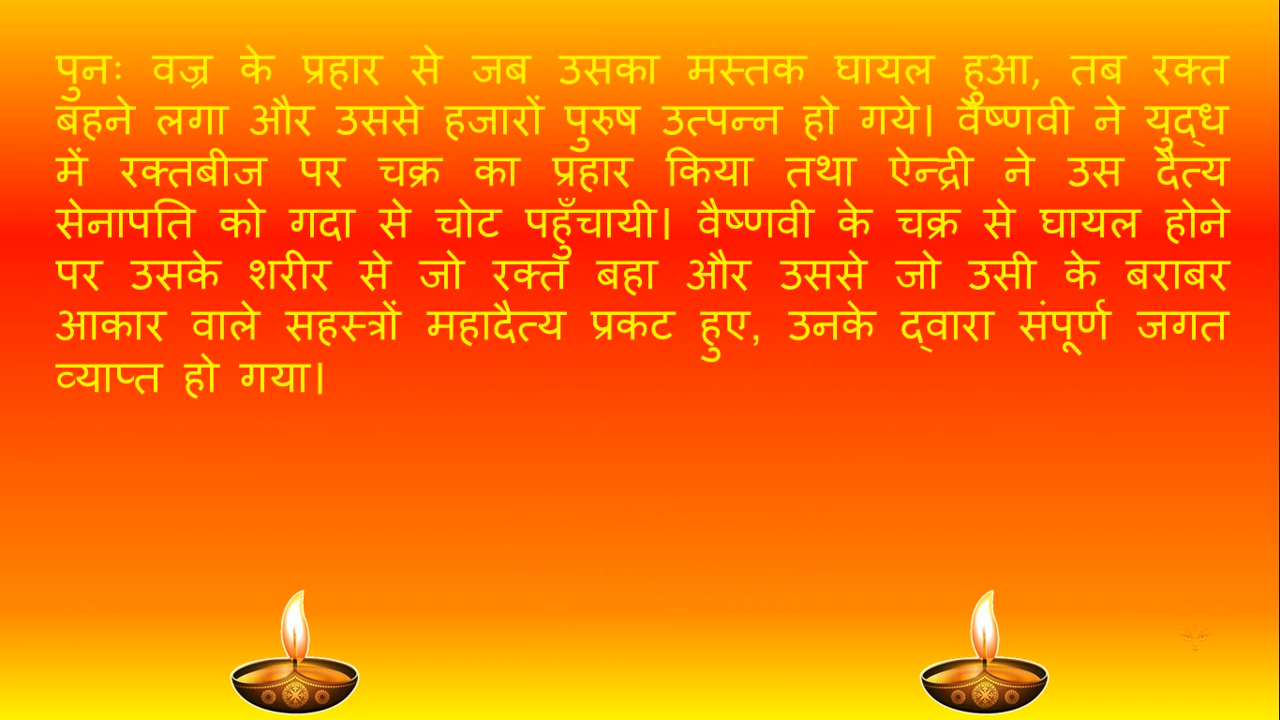 पुनः वज्र के प्रहार से जब उसका मस्तक घायल हुआ, तब रक्त
बहने लगा और उससे हजारों पुरुष उत्पन्न हो गये। वैष्णवी ने युद्ध
में रक्तबीज पर चक्र का प्रहार किया तथा ऐन्द्री ने उस दैत्य
सेनापति को गदा से चोट पहुँचायी। वैष्णवी के चक्र से घायल होने
पर उसके शरीर से जो रक्त बहा और उससे जो उसी के बराबर
आकार वाले सहस्त्रों महादैत्य प्रकट हुए, उनके द्वारा संपूर्ण जगत
व्याप्त हो गया।